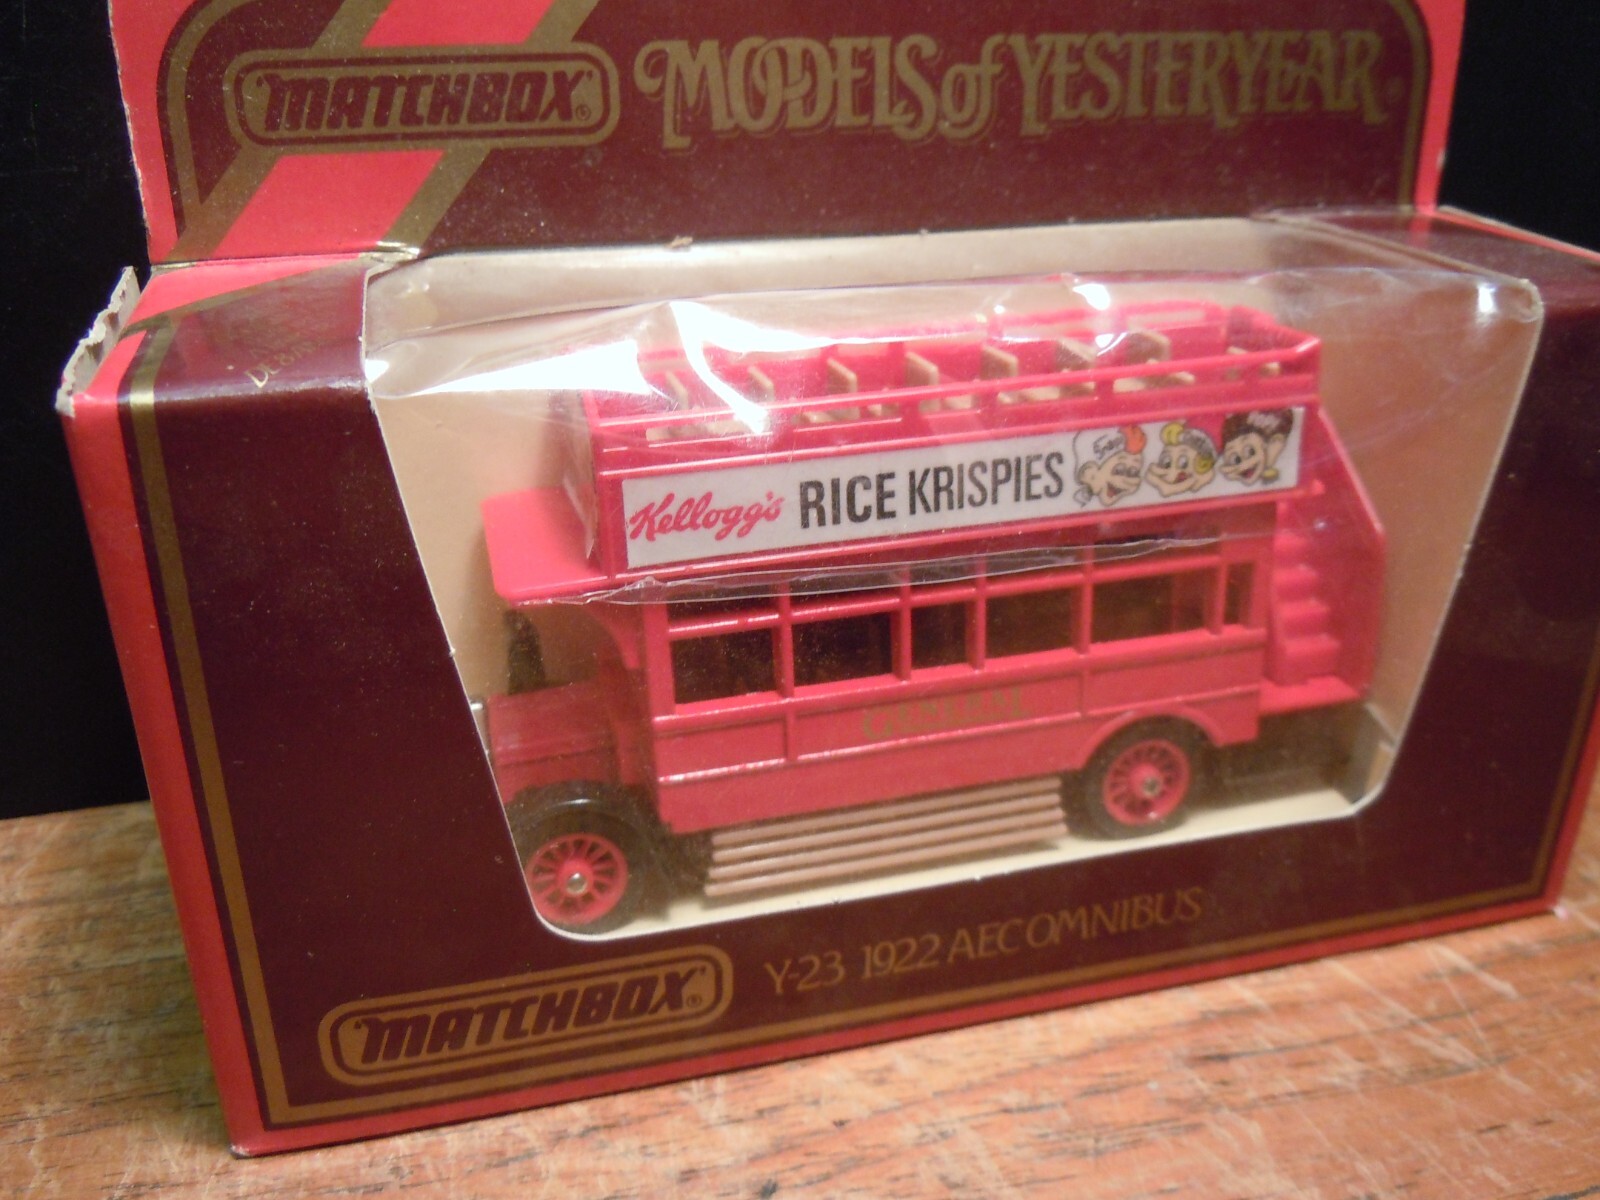 MATCHBOX®
MODELS of YESTERYEAR®
Kellogg's RICE KRISPIES
GENERAL
MATCHBOX®
Y-23 1922 AEC OMNIBUS